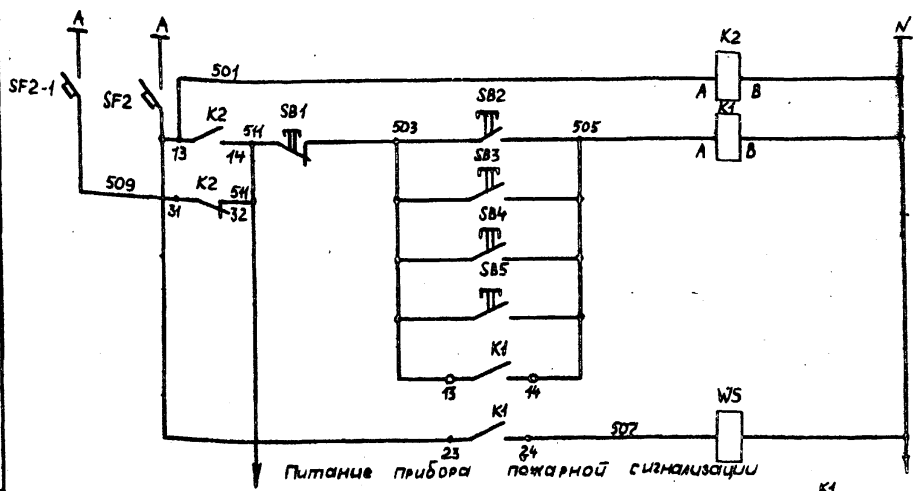 A
A
N
K2
SF2-1
SF2
501
A
B
K1
K2
SB1
SB2
13
14
511
503
505
A
B
SB3
509
K2
511
31
32
SB4
SB5
K1
13
14
K1
W5
23
24
507
Питание прибора пожарной сигнализации
K1